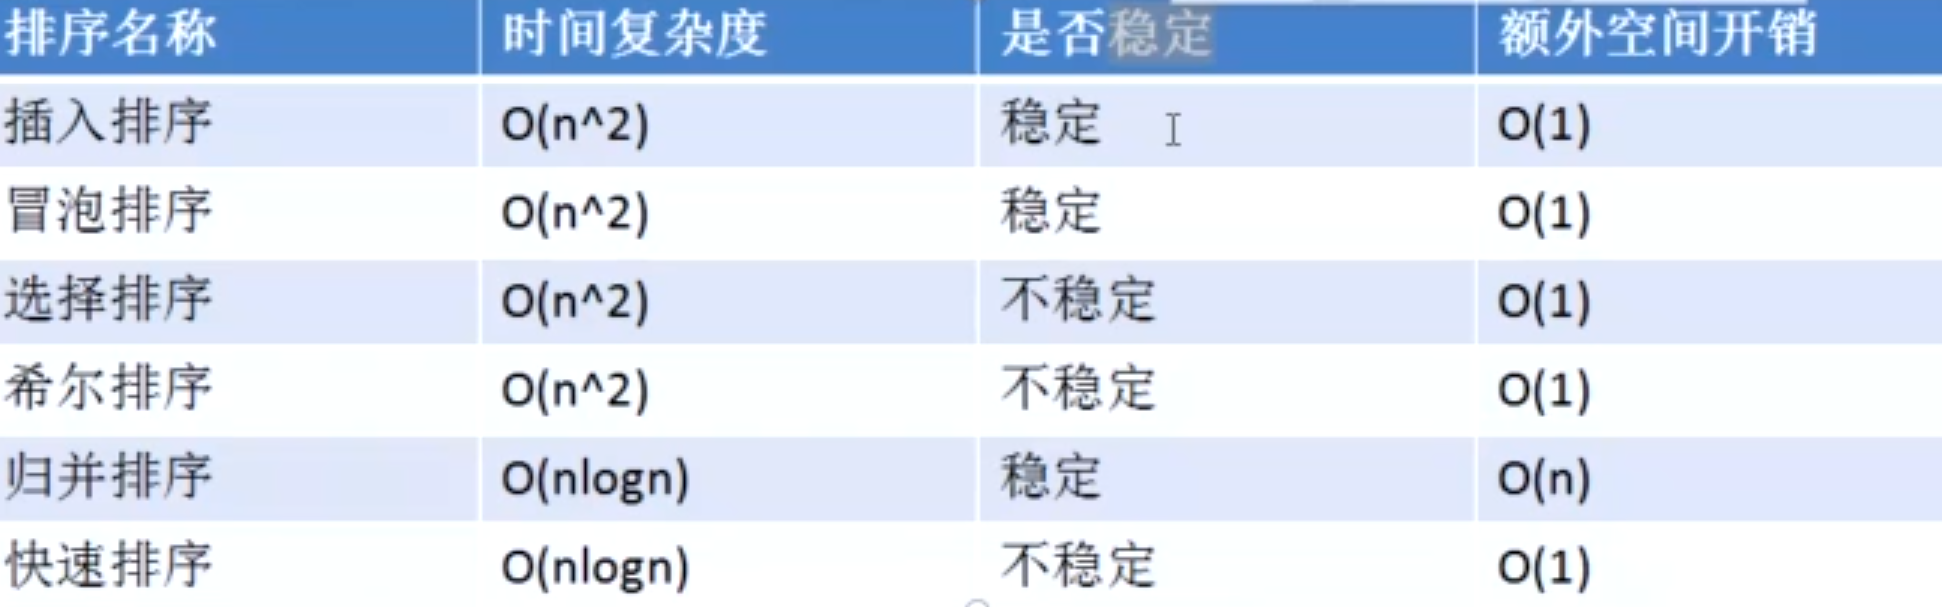 排序名称 时间复杂度 是否稳定 额外空间开销
插入排序 O(n^2) 稳定 O(1)
冒泡排序 O(n^2) 稳定 O(1)
选择排序 O(n^2) 不稳定 O(1)
希尔排序 O(n^2) 不稳定 O(1)
归并排序 O(nlogn) 稳定 O(n)
快速排序 O(nlogn) 不稳定 O(1)